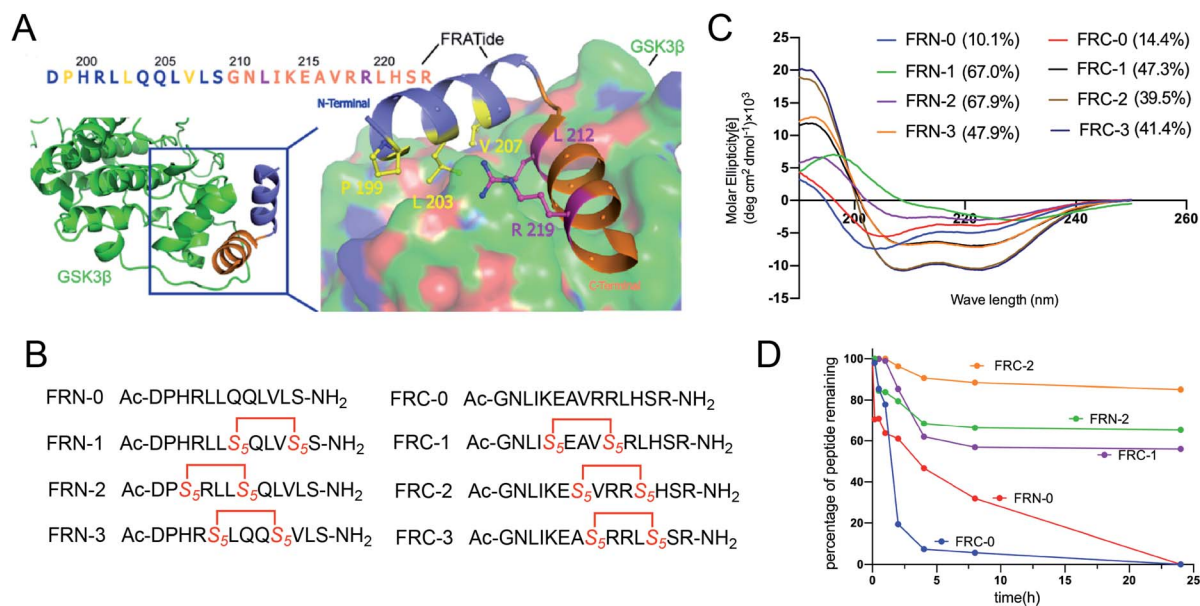 A
200 205 210 215 220
DPHRLLQQLVLSGNLIKEAVRRLHSR
FRATide
GSK3β
N-Terminal
V 207
L 212
P 199
L 203
R 219
C-Terminal
GSK3β
B
FRN-0 Ac-DPHRLLQQLVLS-NH2
FRN-1 Ac-DPHRLLS5QLVS5S-NH2
FRN-2 Ac-DPS5RLLS5QLVLS-NH2
FRN-3 Ac-DPHRS5LQQS5VLS-NH2
FRC-0 Ac-GNLIKEAVRRLHSR-NH2
FRC-1 Ac-GNLIS5EAVS5RLHSR-NH2
FRC-2 Ac-GNLIKES5VRRS5HSR-NH2
FRC-3 Ac-GNLIKEAS5RRLS5SR-NH2
C
Molar Ellipticity[ē]
(deg cm2 dmol-1)×103
25
20
15
10
5
0
-5
-10
-15
200 220 240 260
Wave length (nm)
FRN-0 (10.1%)
FRN-1 (67.0%)
FRN-2 (67.9%)
FRN-3 (47.9%)
FRC-0 (14.4%)
FRC-1 (47.3%)
FRC-2 (39.5%)
FRC-3 (41.4%)
D
percentage of peptide remaining
100
80
60
40
20
0
0 5 10 15 20 25
time(h)
FRC-2
FRN-2
FRC-1
FRN-0
FRC-0